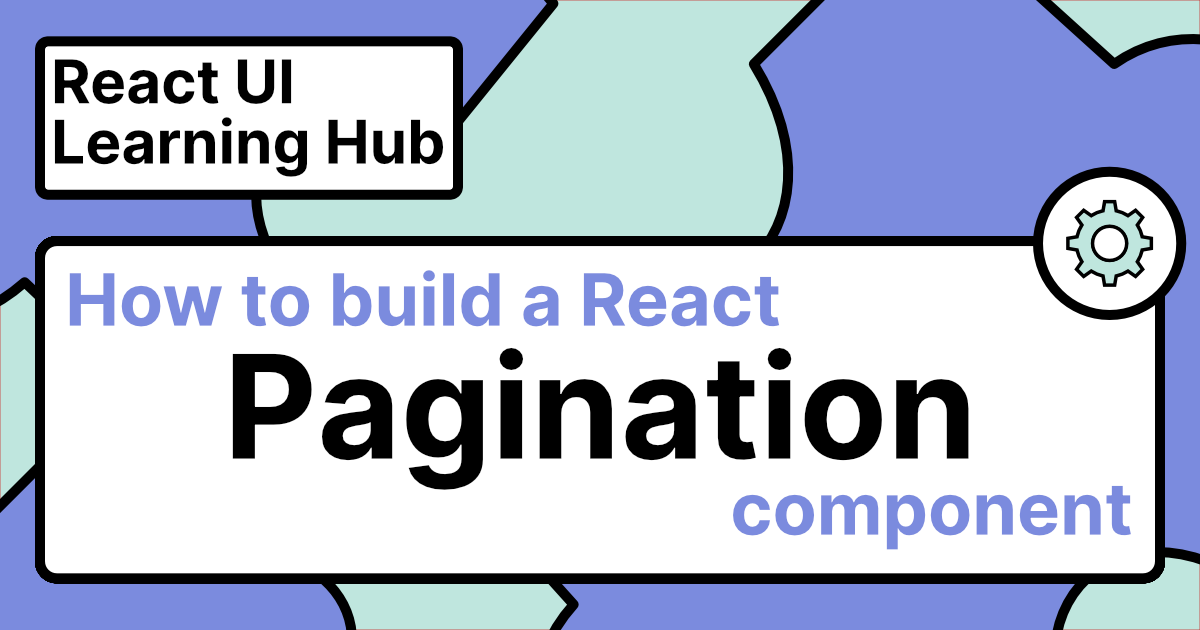 React UI
Learning Hub
How to build a React
Pagination
component